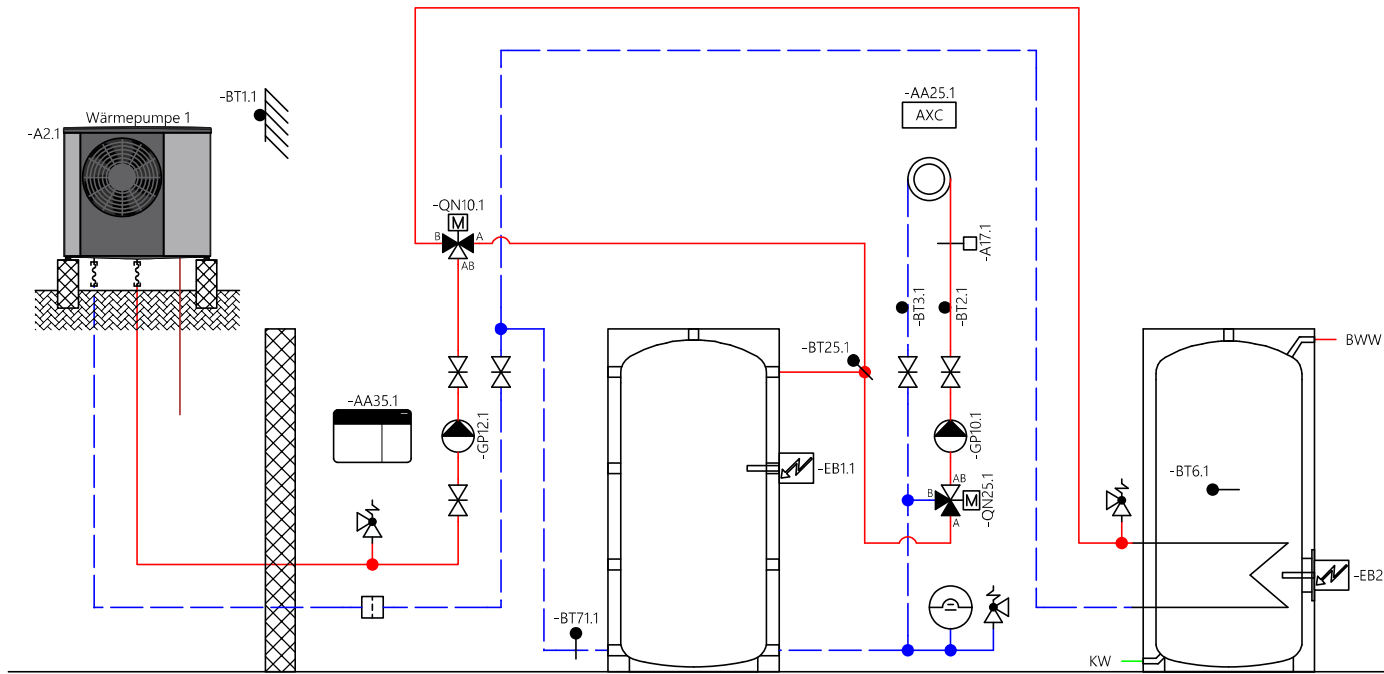 -AA25.1
AXC
-BT1.1
Wärmepumpe 1
-A2.1
-QN10.1
M
B
A
AB
-A17.1
-BT3.1
-BT2.1
-BT25.1
BWW
-AA35.1
-GP12.1
-GP10.1
-EB1.1
-BT6.1
AB
B
M
A
-QN25.1
-EB2
-BT71.1
KW